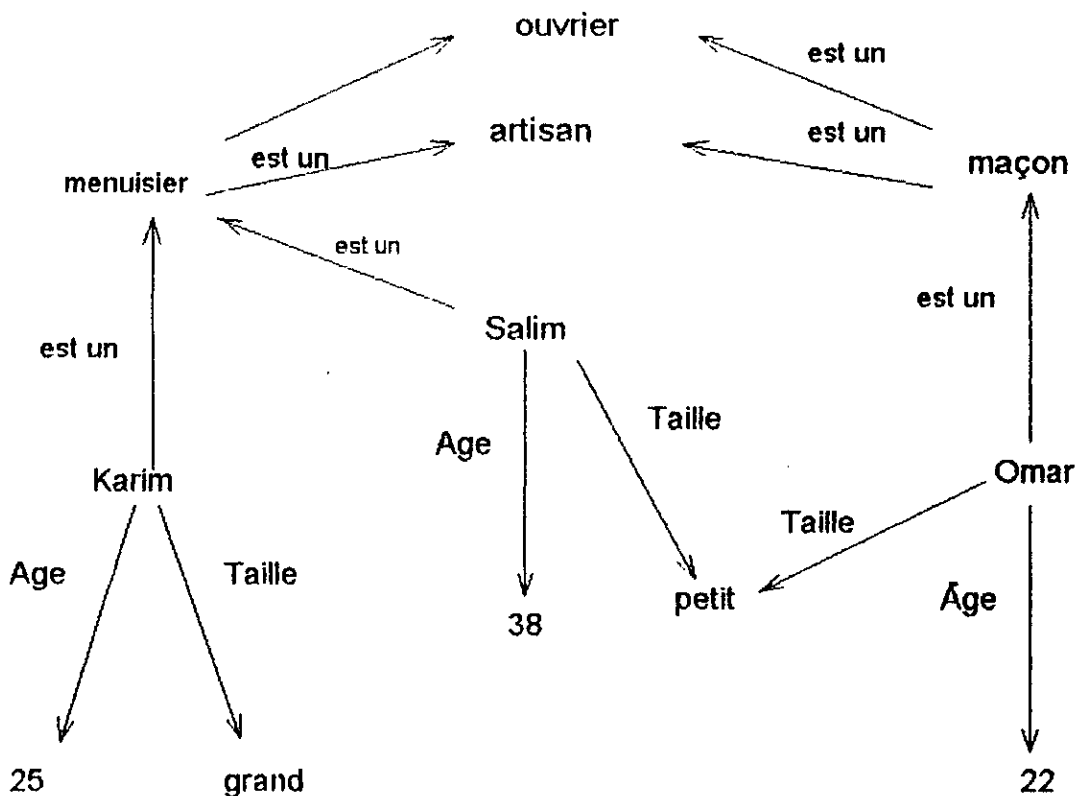 ouvrier
est un
artisan
est un
est un
maçon
menuisier
est un
est un
Salim
est un
Age
Taille
Karim
Omar
Taille
Age
Taille
petit
Âge
38
25
grand
22